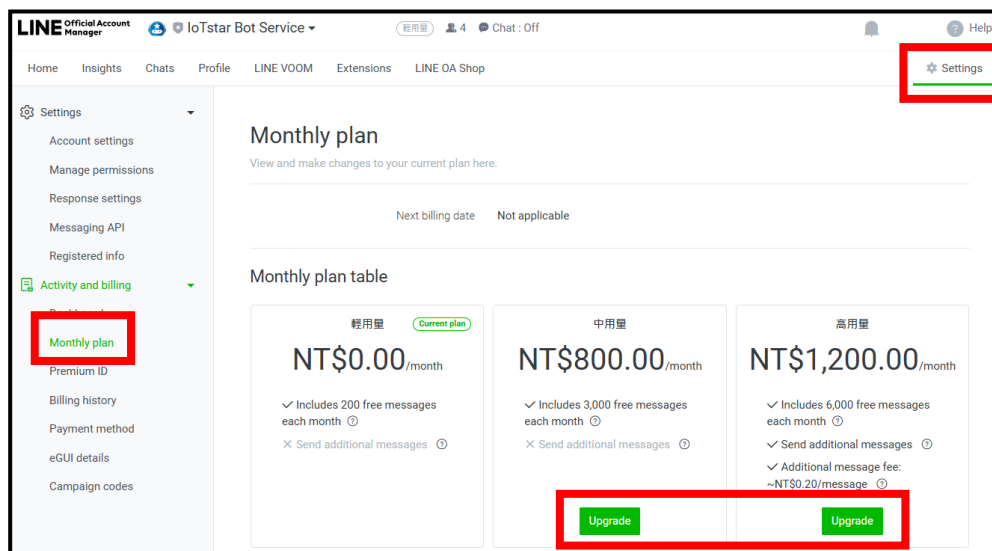 LINE Official Account Manager
IoTstar Bot Service
輕用量
4
Chat : Off
? Help
Home Insights Chats Profile LINE VOOM Extensions LINE OA Shop
Settings
Settings
Account settings
Manage permissions
Response settings
Messaging API
Registered info
Activity and billing
Monthly plan
Premium ID
Billing history
Payment method
eGUI details
Campaign codes
Monthly plan
View and make changes to your current plan here.
Next billing date Not applicable
Monthly plan table
輕用量 Current plan
NT$0.00/month
Includes 200 free messages
each month ?
Send additional messages ?
中用量
NT$800.00/month
Includes 3,000 free messages
each month ?
Send additional messages ?
Upgrade
高用量
NT$1,200.00/month
Includes 6,000 free messages
each month ?
Send additional messages ?
Additional message fee:
~NT$0.20/message ?
Upgrade